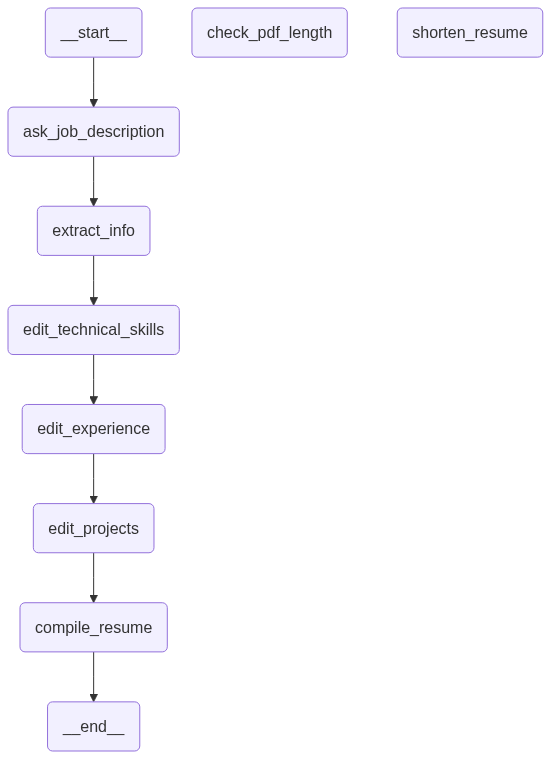 __start__
check_pdf_length
shorten_resume
ask_job_description
extract_info
edit_technical_skills
edit_experience
edit_projects
compile_resume
__end__